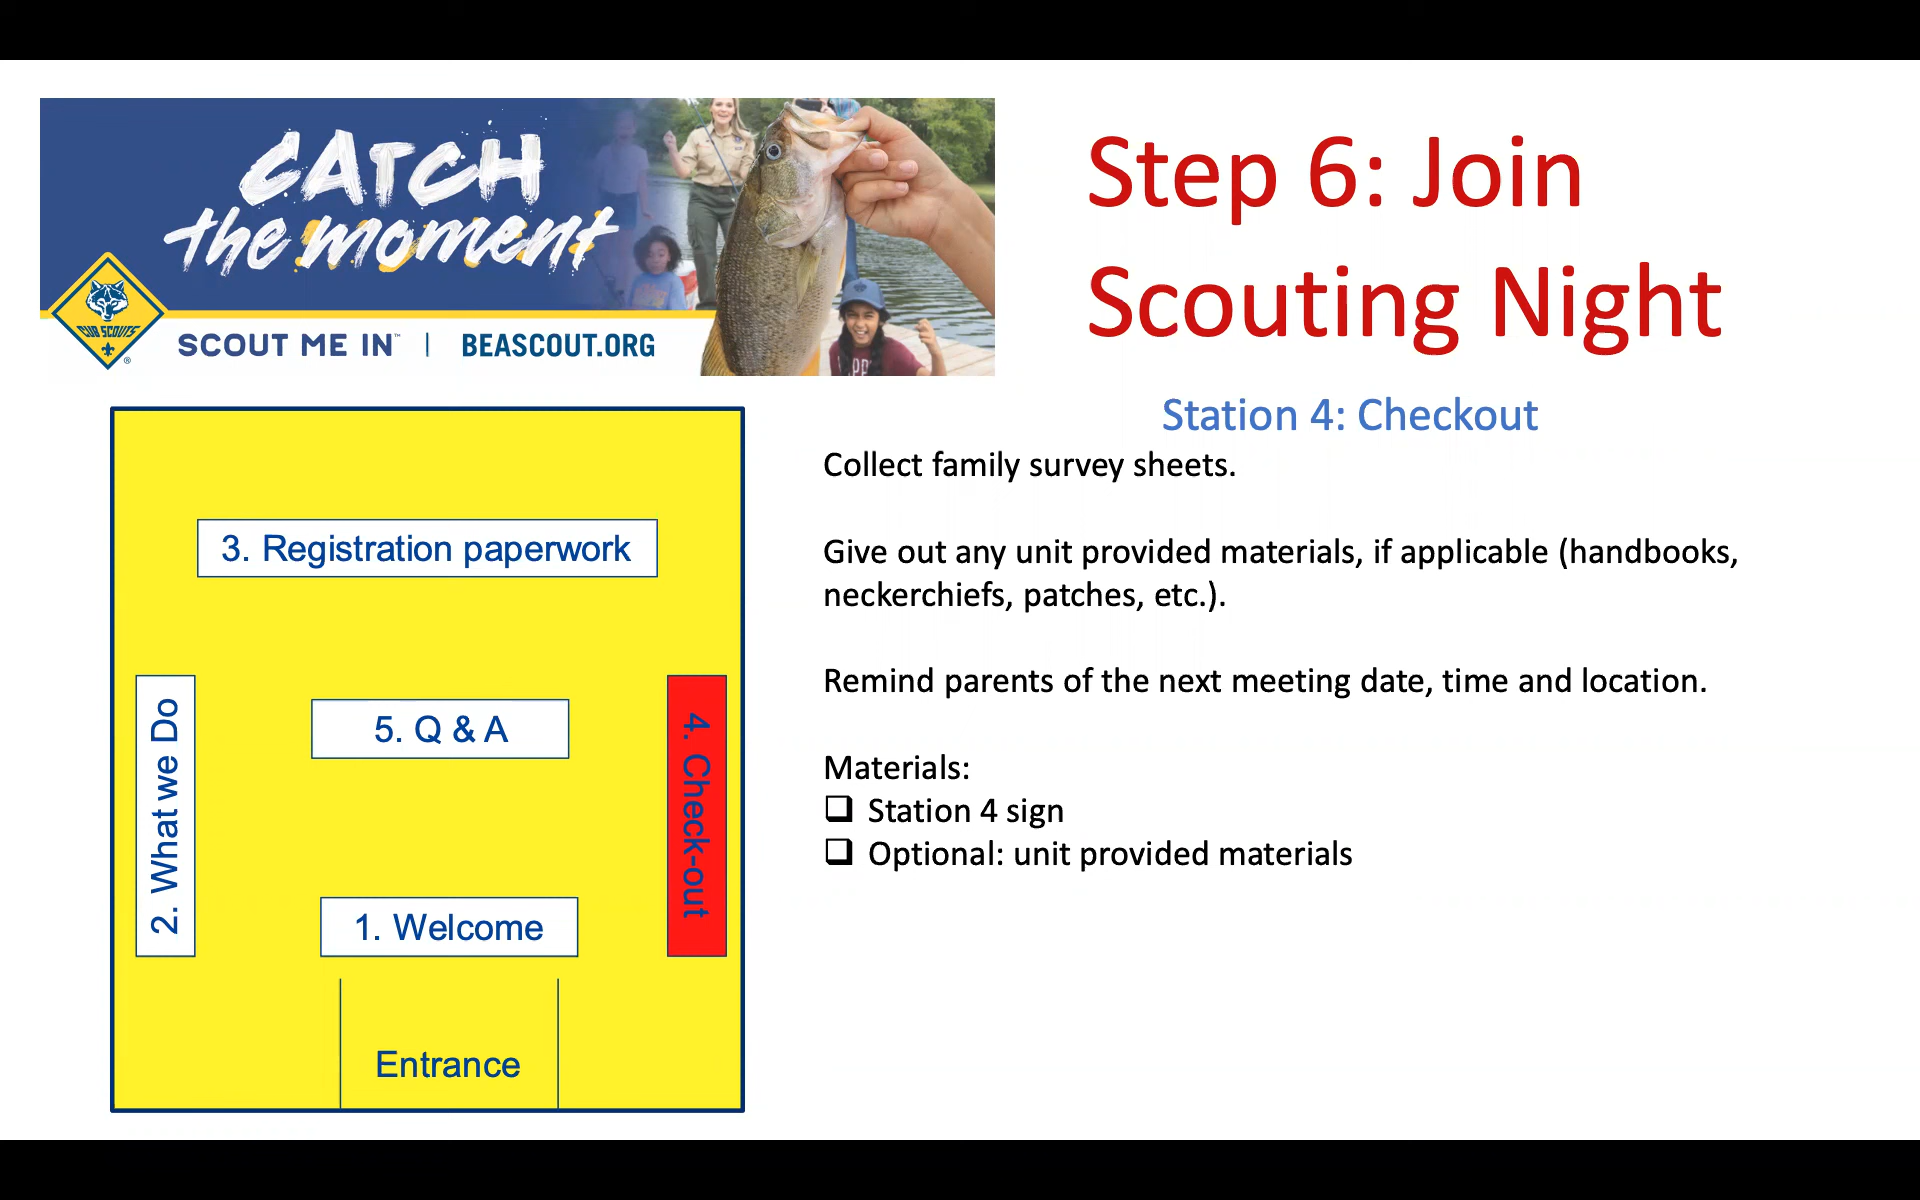 CATCH
the moment
CUB SCOUTS
®
SCOUT ME IN™ | BEASCOUT.ORG
Step 6: Join
Scouting Night
Station 4: Checkout
Collect family survey sheets.
Give out any unit provided materials, if applicable (handbooks,
neckerchiefs, patches, etc.).
Remind parents of the next meeting date, time and location.
Materials:
❑ Station 4 sign
❑ Optional: unit provided materials
3. Registration paperwork
2. What we Do
5. Q & A
4. Check-out
1. Welcome
Entrance